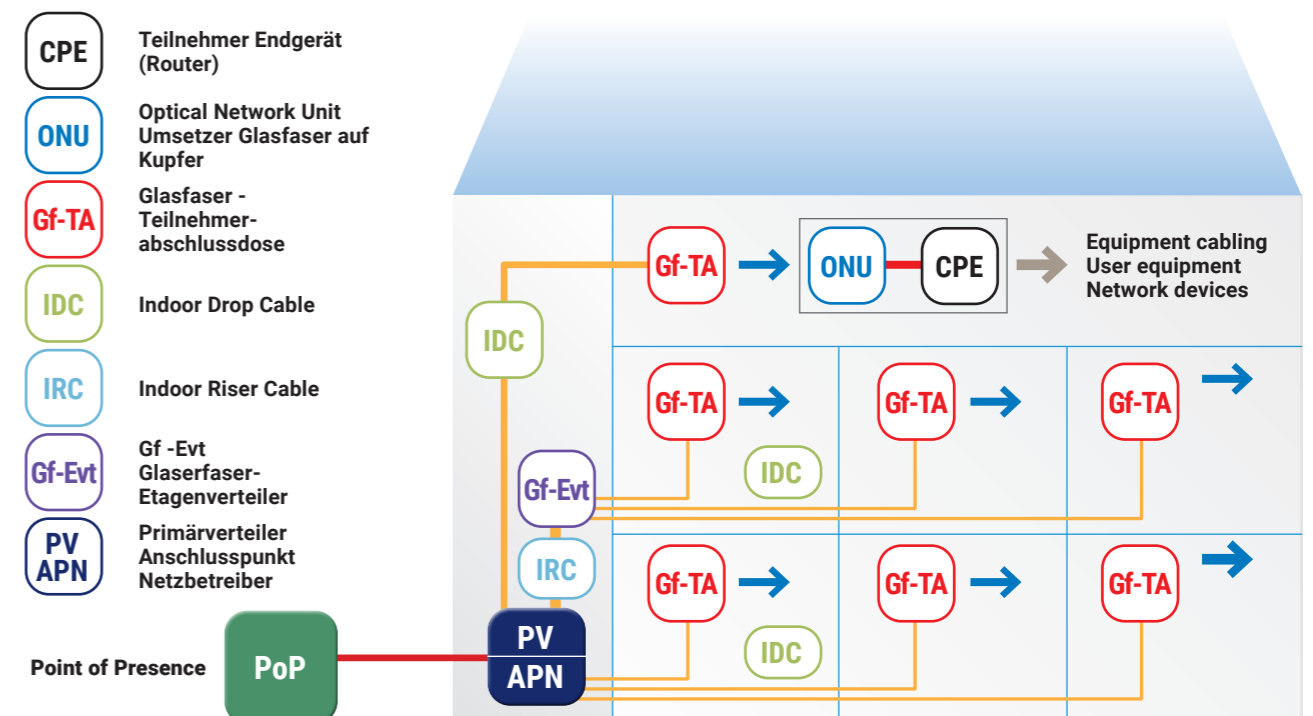 CPE
Teilnehmer Endgerät
(Router)
ONU
Optical Network Unit
Umsetzer Glasfaser auf
Kupfer
Gf-TA
Glasfaser -
Teilnehmer-
abschlussdose
IDC
Indoor Drop Cable
IRC
Indoor Riser Cable
Gf-Evt
Gf -Evt
Glaserfaser-
Etagenverteiler
PV
APN
Primärverteiler
Anschlusspunkt
Netzbetreiber
Point of Presence
PoP
Gf-TA
ONU
CPE
Equipment cabling
User equipment
Network devices
IDC
Gf-TA
Gf-TA
Gf-TA
IDC
Gf-Evt
IRC
Gf-TA
Gf-TA
Gf-TA
IDC
PV
APN